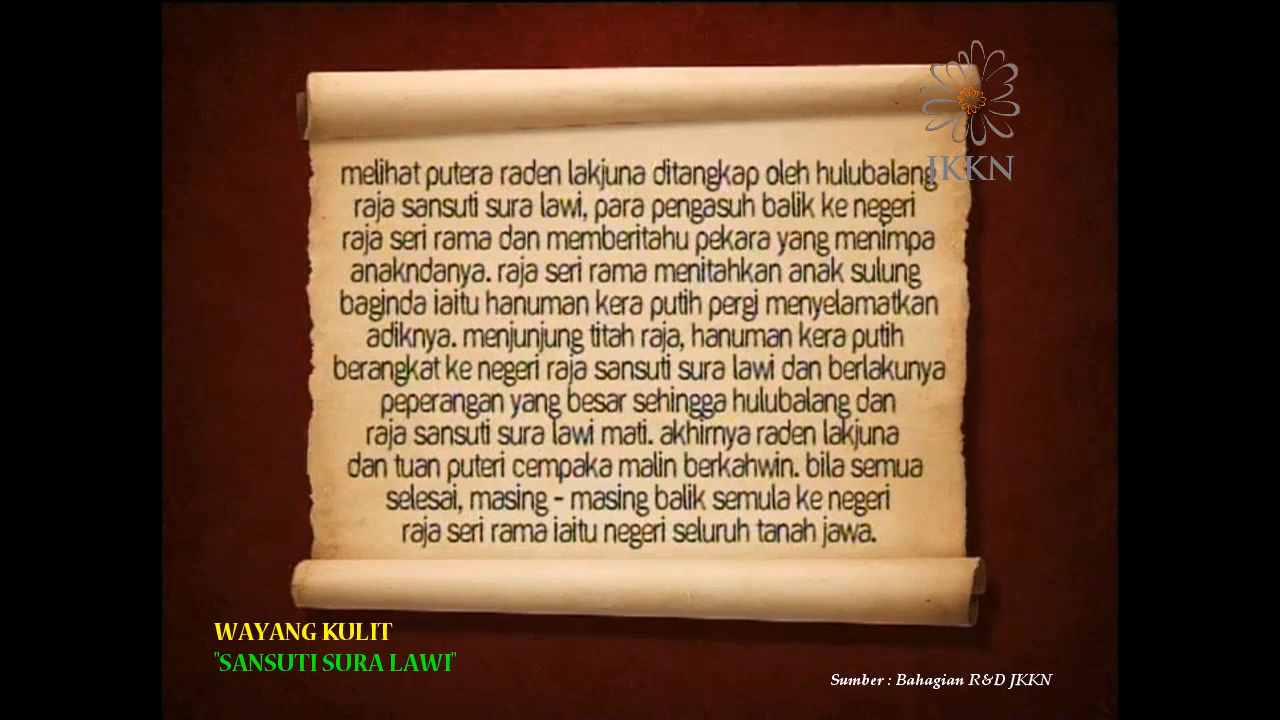 JKKN
melihat putera raden lakjuna ditangkap oleh hulubalang
raja sansuti sura lawi, para pengasuh balik ke negeri
raja seri rama dan memberitahu pekara yang menimpa
anakndanya. raja seri rama menitahkan anak sulung
baginda iaitu hanuman kera putih pergi menyelamatkan
adiknya. menjunjung titah raja, hanuman kera putih
berangkat ke negeri raja sansuti sura lawi dan berlakunya
peperangan yang besar sehingga hulubalang dan
raja sansuti sura lawi mati. akhirnya raden lakjuna
dan tuan puteri cempaka malin berkahwin. bila semua
selesai, masing - masing balik semula ke negeri
raja seri rama iaitu negeri seluruh tanah jawa.
WAYANG KULIT
"SANSUTI SURA LAWI"
Sumber : Bahagian R&D JKKN